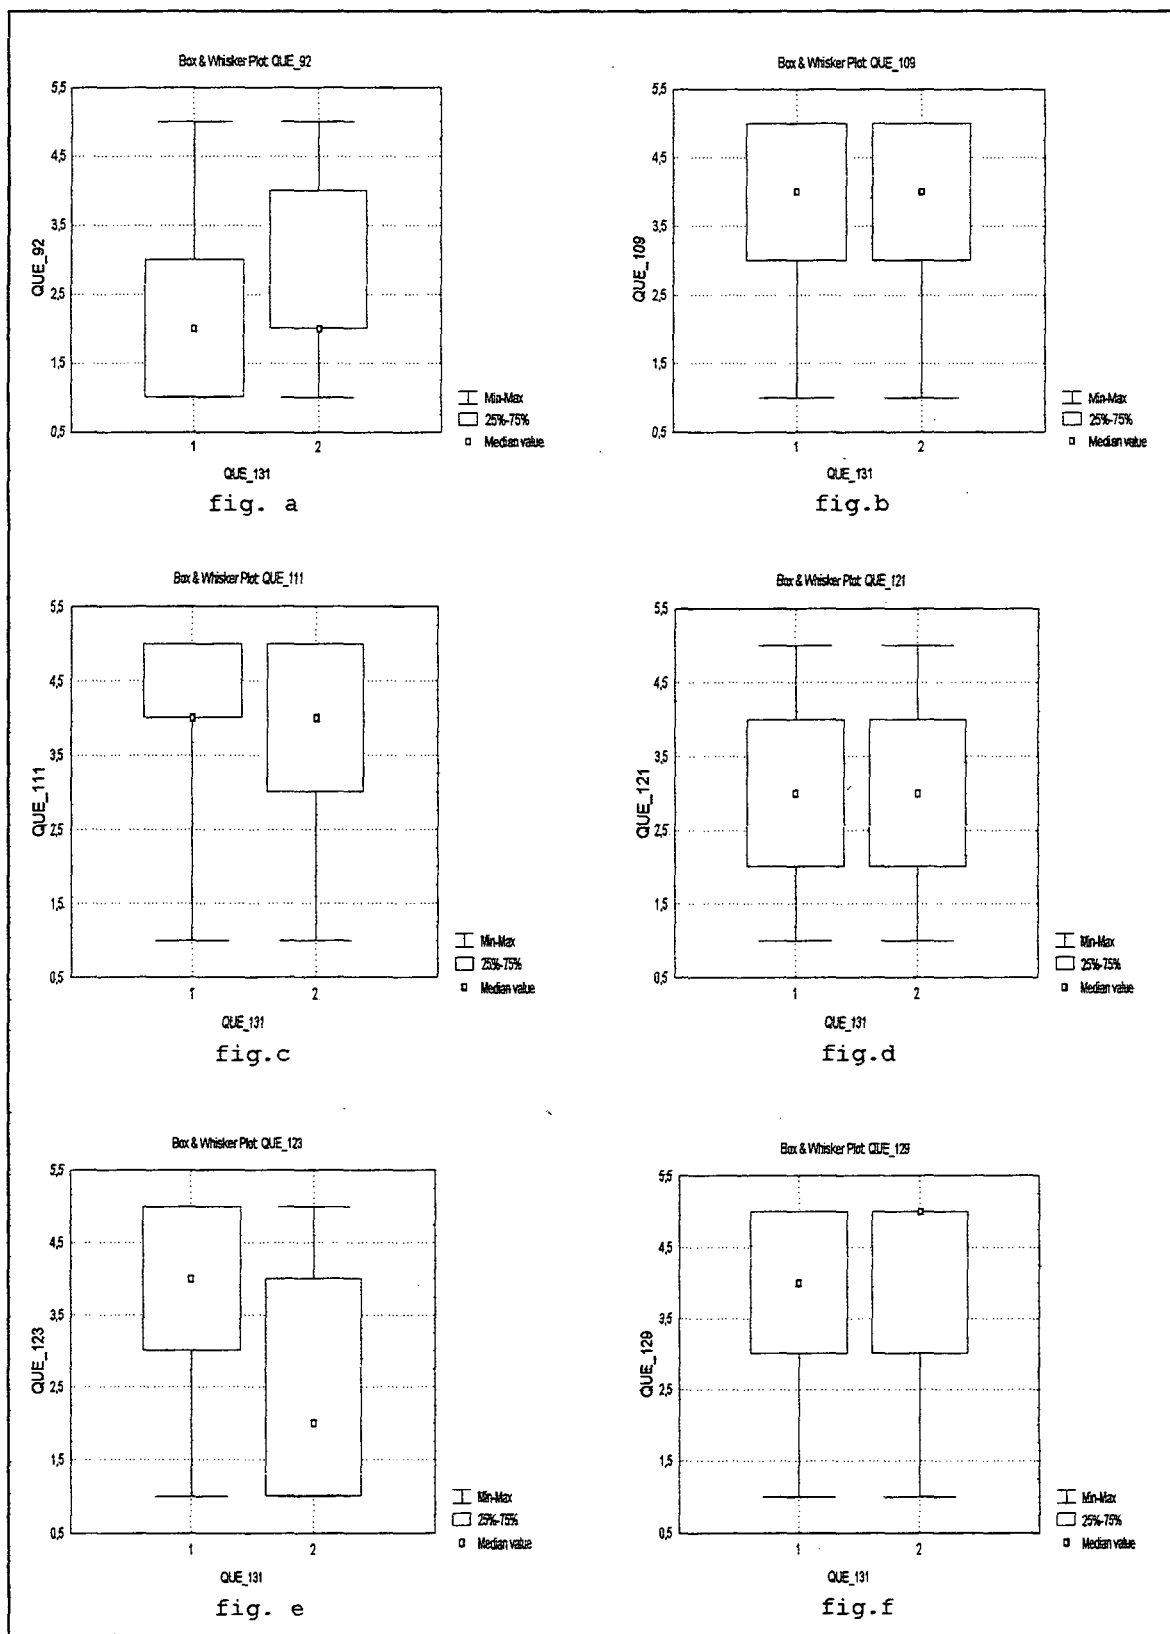 Box & Whisker Plot: QUE_92
5,5
4,5
3,5
2,5
1,5
0,5
QUE_92
1 2
QUE_131
Min-Max
25%-75%
Median value
fig. a
Box & Whisker Plot: QUE_109
5,5
4,5
3,5
2,5
1,5
0,5
QUE_109
1 2
QUE_131
Min-Max
25%-75%
Median value
fig.b
Box & Whisker Plot: QUE_111
5,5
4,5
3,5
2,5
1,5
0,5
QUE_111
1 2
QUE_131
Min-Max
25%-75%
Median value
fig.c
Box & Whisker Plot: QUE_121
5,5
4,5
3,5
2,5
1,5
0,5
QUE_121
1 2
QUE_131
Min-Max
25%-75%
Median value
fig.d
Box & Whisker Plot: QUE_123
5,5
4,5
3,5
2,5
1,5
0,5
QUE_123
1 2
QUE_131
Min-Max
25%-75%
Median value
fig. e
Box & Whisker Plot: QUE_129
5,5
4,5
3,5
2,5
1,5
0,5
QUE_129
1 2
QUE_131
Min-Max
25%-75%
Median value
fig.f